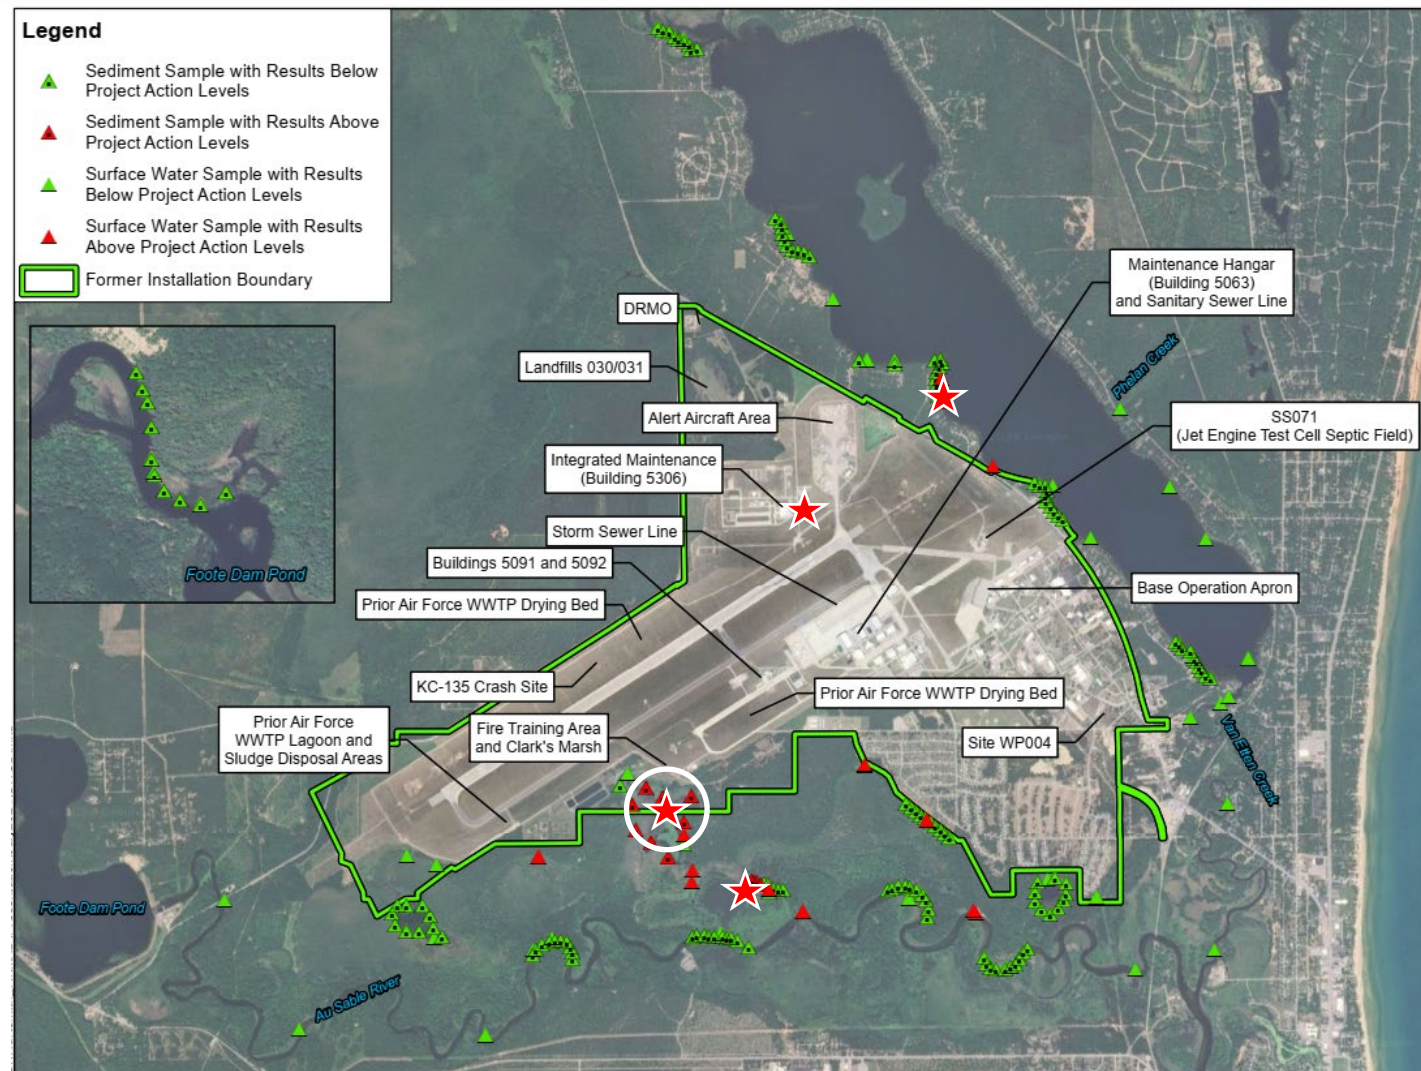 Legend
Sediment Sample with Results Below
Project Action Levels
Sediment Sample with Results Above
Project Action Levels
Surface Water Sample with Results
Below Project Action Levels
Surface Water Sample with Results
Above Project Action Levels
Former Installation Boundary
Foote Dam Pond
DRMO
Landfills 030/031
Alert Aircraft Area
Integrated Maintenance
(Building 5306)
Storm Sewer Line
Buildings 5091 and 5092
Prior Air Force WWTP Drying Bed
KC-135 Crash Site
Prior Air Force
WWTP Lagoon and
Sludge Disposal Areas
Fire Training Area
and Clark's Marsh
Maintenance Hangar
(Building 5063)
and Sanitary Sewer Line
Phelan Creek
SS071
(Jet Engine Test Cell Septic Field)
Base Operation Apron
Prior Air Force WWTP Drying Bed
Site WP004
Van Etten Creek
Foote Dam Pond
Au Sable River